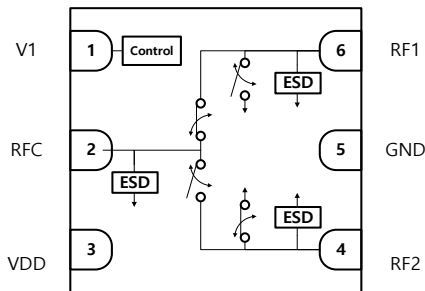 V1 1 Control 6 RF1
ESD
RFC 2 5 GND
ESD ESD
VDD 3 4 RF2